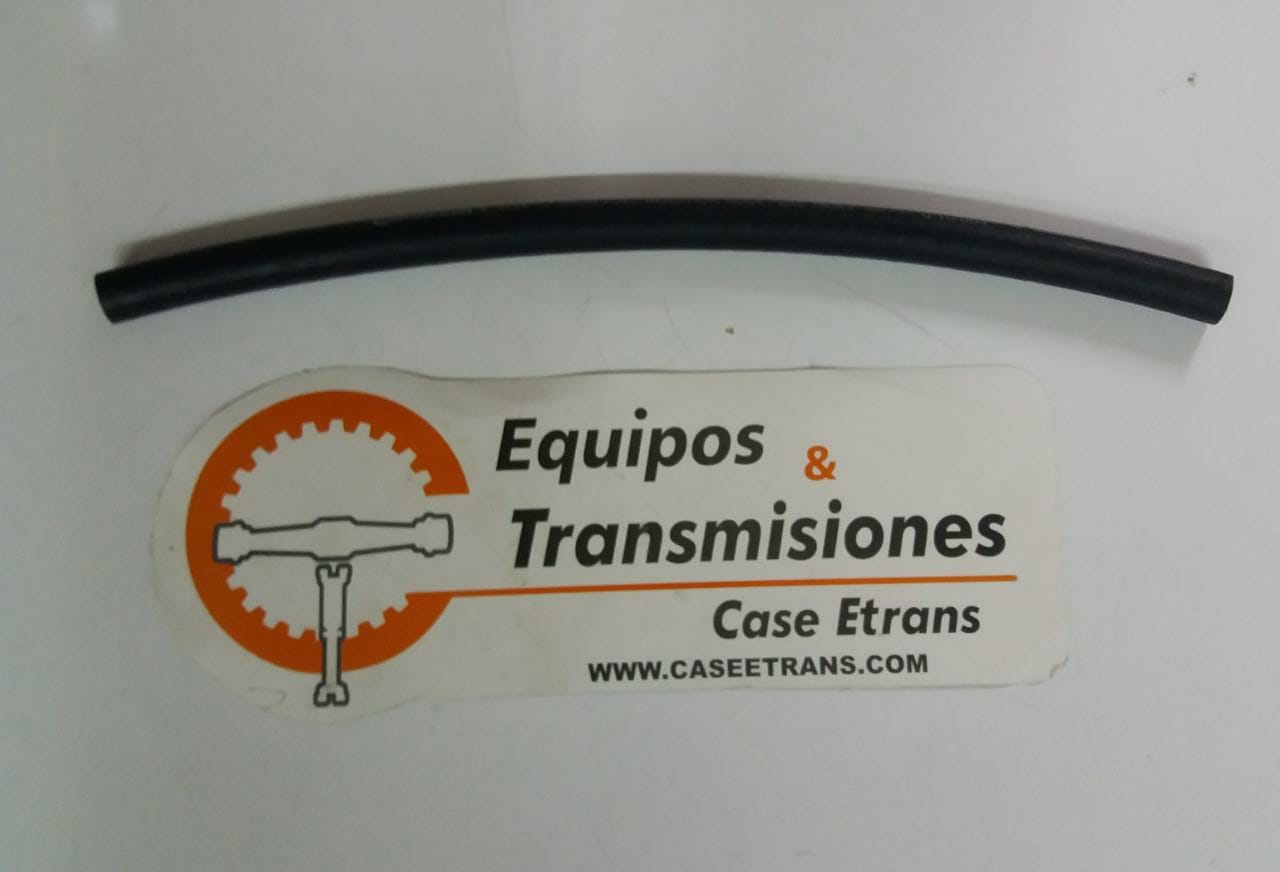 Equipos &
Transmisiones
Case Etrans
WWW.CASEETRANS.COM